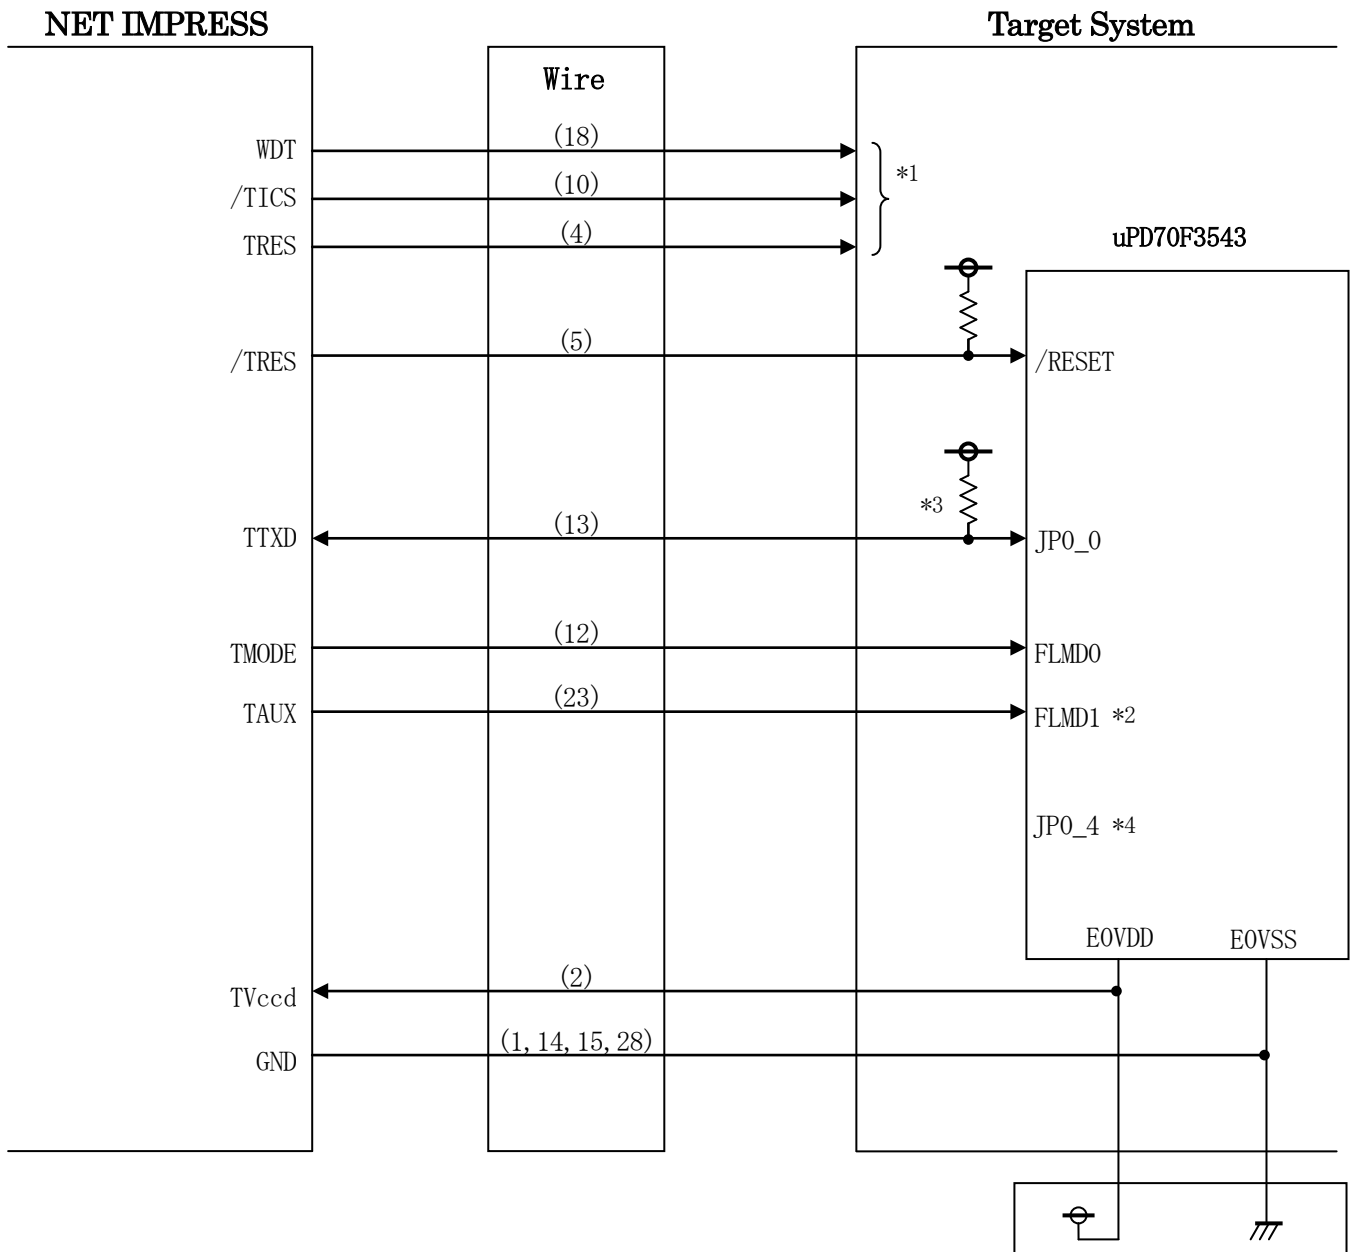 NET IMPRESS
Target System
Wire
WDT (18)
/TICS (10) *1
TRES (4)
uPD70F3543
/TRES (5) /RESET
*3
TTXD (13) JP0_0
TMODE (12) FLMD0
TAUX (23) FLMD1 *2
JP0_4 *4
E0VDD E0VSS
TVccd (2)
GND (1,14,15,28)